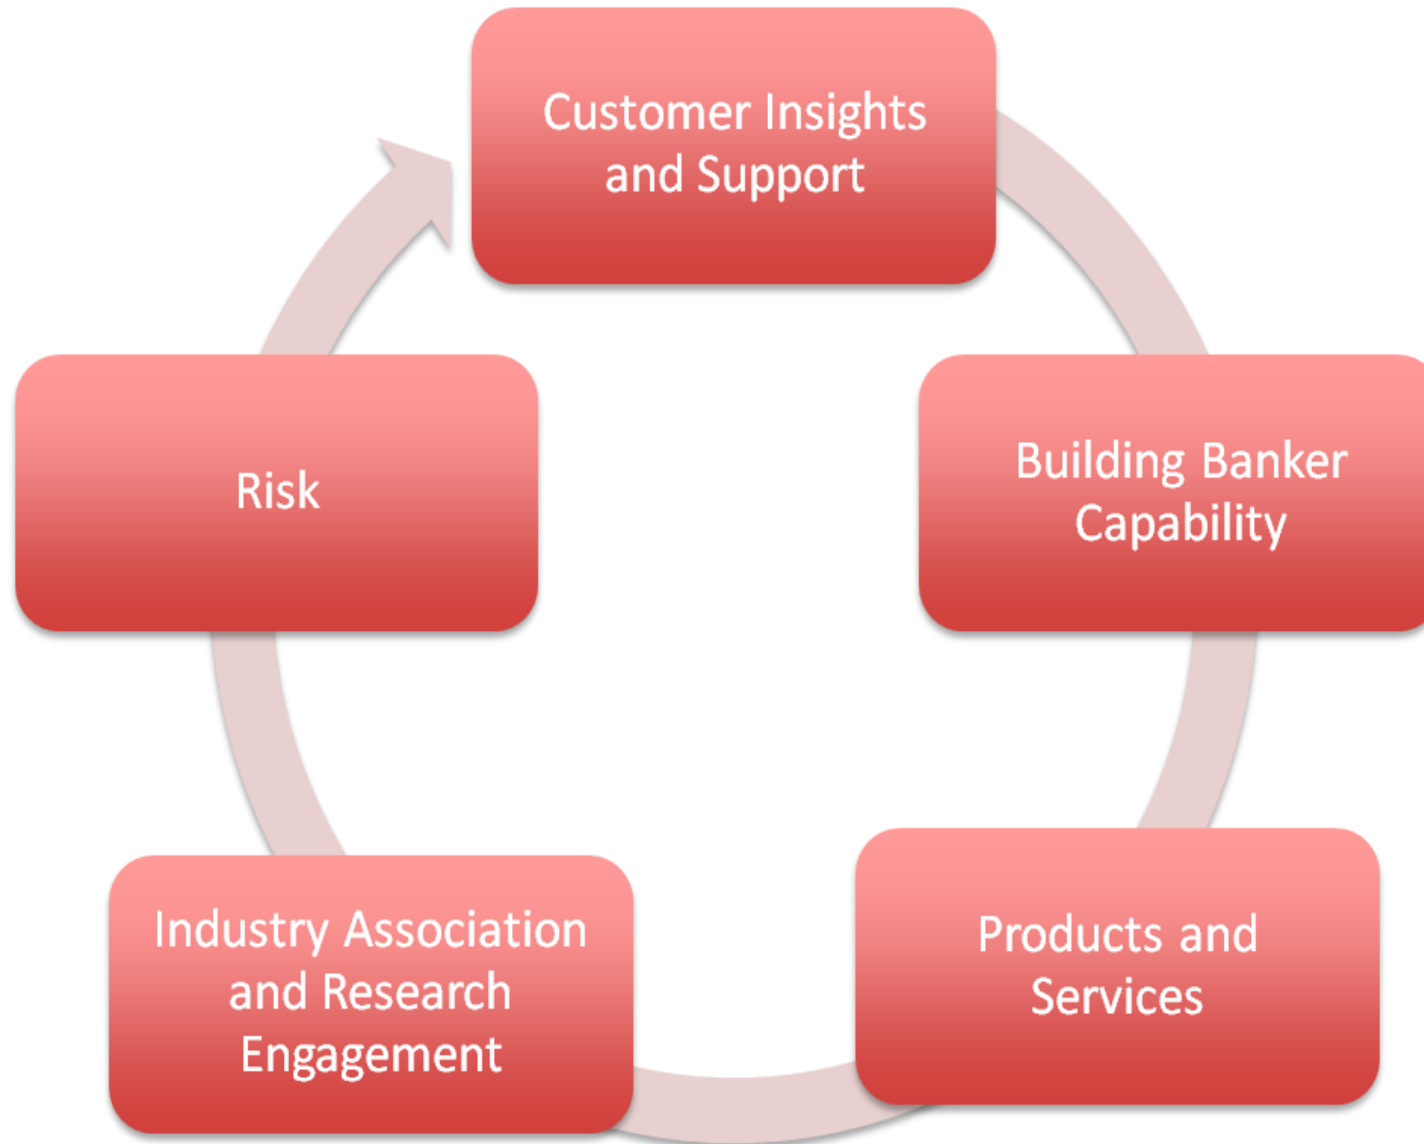 Customer Insights
and Support
Building Banker
Capability
Products and
Services
Industry Association
and Research
Engagement
Risk